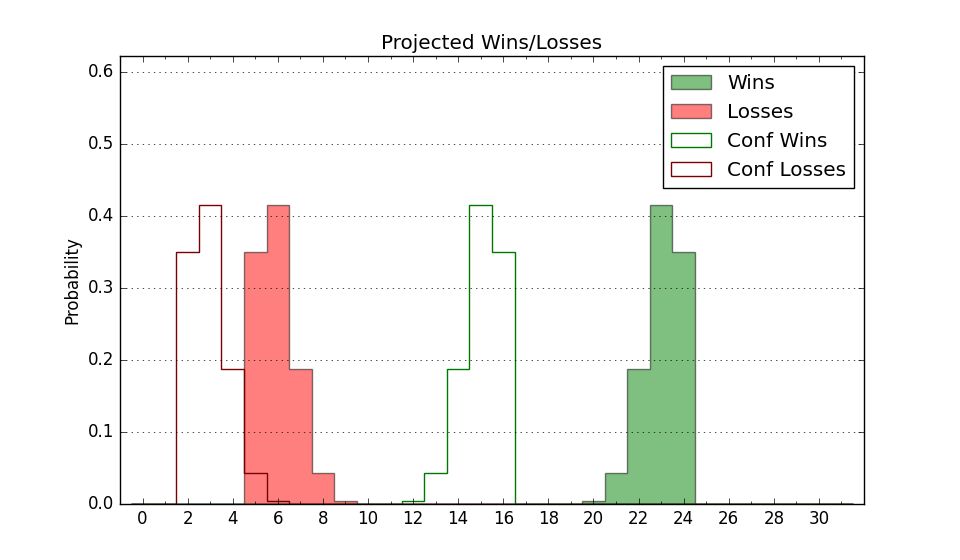 Projected Wins/Losses
0.6
0.5
0.4
0.3
0.2
0.1
0.0
Probability
Wins
Losses
Conf Wins
Conf Losses
0 2 4 6 8 10 12 14 16 18 20 22 24 26 28 30